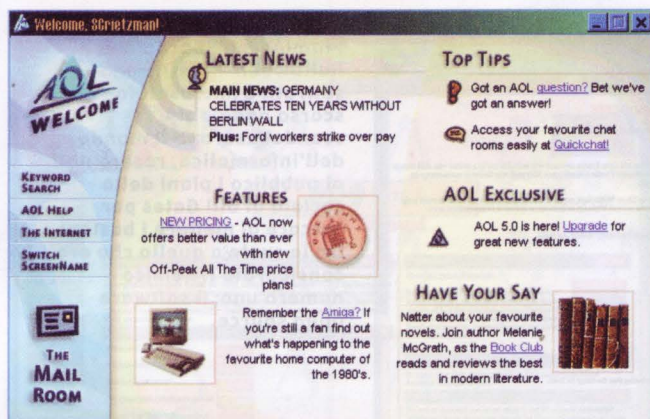 Welcome, SGrietzman!
AOL
WELCOME
KEYWORD
SEARCH
AOL HELP
THE INTERNET
SWITCH
SCREENNAME
THE
MAIL
ROOM
LATEST NEWS
MAIN NEWS: GERMANY
CELEBRATES TEN YEARS WITHOUT
BERLIN WALL
Plus: Ford workers strike over pay
FEATURES
NEW PRICING - AOL now
offers better value than ever
with new
Off-Peak All The Time price
plans!
ONE PENNY
Remember the Amiga? If
you're still a fan find out
what's happening to the
favourite home computer of
the 1980's.
TOP TIPS
Got an AOL question? Bet we've
got an answer!
Access your favourite chat
rooms easily at Quickchat!
AOL EXCLUSIVE
AOL 5.0 is here! Upgrade for
great new features.
HAVE YOUR SAY
Natter about your favourite
novels. Join author Melanie
McGrath, as the Book Club
reads and reviews the best
in modern literature.